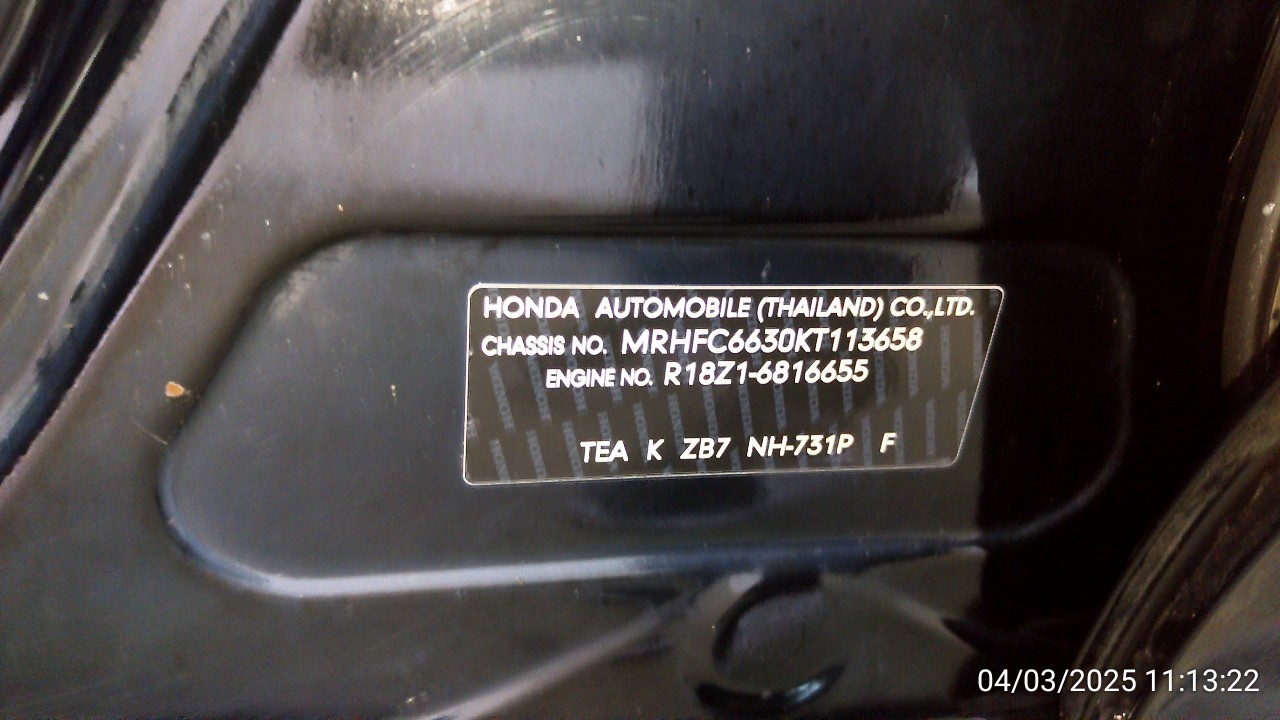 HONDA AUTOMOBILE (THAILAND) CO.,LTD.
CHASSIS NO. MRHFC6630KT113658
ENGINE NO. R18Z1-6816655
TEA K ZB7 NH-731P F
04/03/2025 11:13:22